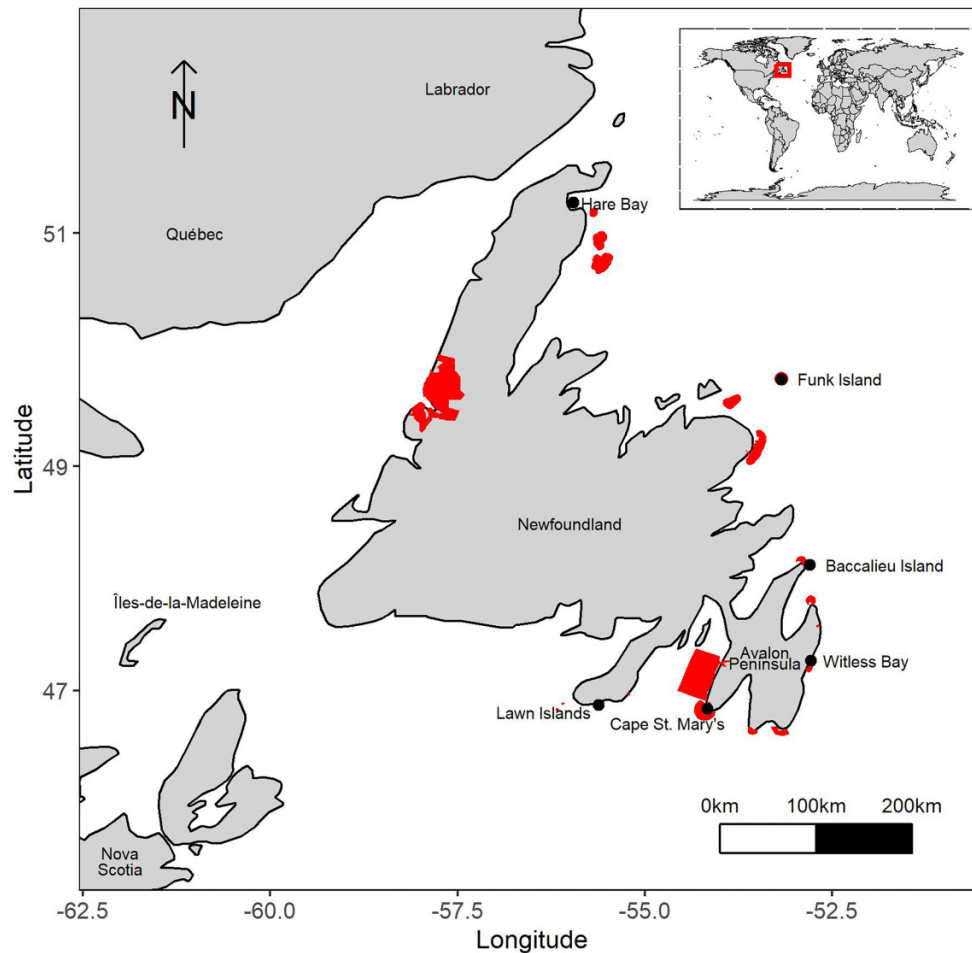 N
Labrador
Québec
Hare Bay
Funk Island
Newfoundland
Baccalieu Island
Îles-de-la-Madeleine
Avalon
Peninsula
Witless Bay
Lawn Islands
Cape St. Mary's
Nova
Scotia
0km 100km 200km
51
49
47
Latitude
-62.5 -60.0 -57.5 -55.0 -52.5
Longitude